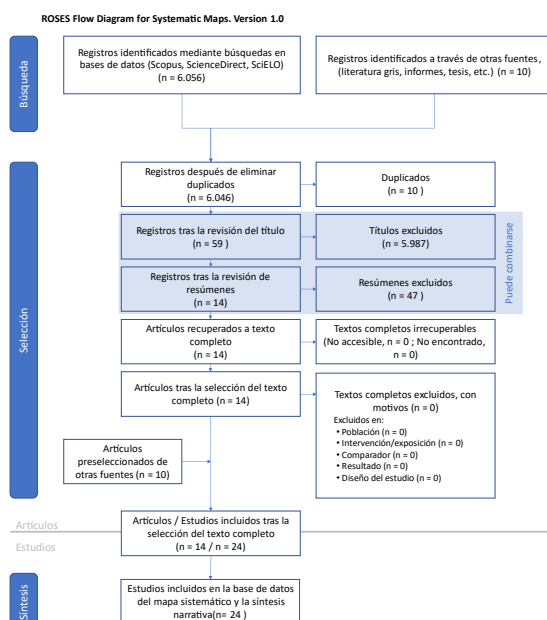 ROSES Flow Diagram for Systematic Maps. Version 1.0
Búsqueda
Registros identificados mediante búsquedas en
bases de datos (Scopus, ScienceDirect, SciELO)
(n = 6.056)
Registros identificados a través de otras fuentes,
(literatura gris, informes, tesis, etc.) (n = 10)
Selección
Registros después de eliminar
duplicados
(n = 6.046)
Duplicados
(n = 10 )
Registros tras la revisión del título
(n = 59 )
Títulos excluidos
(n = 5.987)
Puede combinarse
Registros tras la revisión de
resúmenes
(n = 14)
Resúmenes excluidos
(n = 47 )
Artículos recuperados a texto
completo
(n = 14)
Textos completos irrecuperables
(No accesible, n = 0 ; No encontrado,
n = 0)
Artículos tras la selección del texto
completo (n = 14)
Textos completos excluidos, con
motivos (n = 0)
Excluidos en:
• Población (n = 0)
• Intervención/exposición (n = 0)
• Comparador (n = 0)
• Resultado (n = 0)
• Diseño del estudio (n = 0)
Artículos
preseleccionados de
otras fuentes (n = 10)
Artículos
Estudios
Artículos / Estudios incluidos tras la
selección del texto completo
(n = 14 / n = 24)
Síntesis
Estudios incluidos en la base de datos
del mapa sistemático y la síntesis
narrativa(n= 24 )